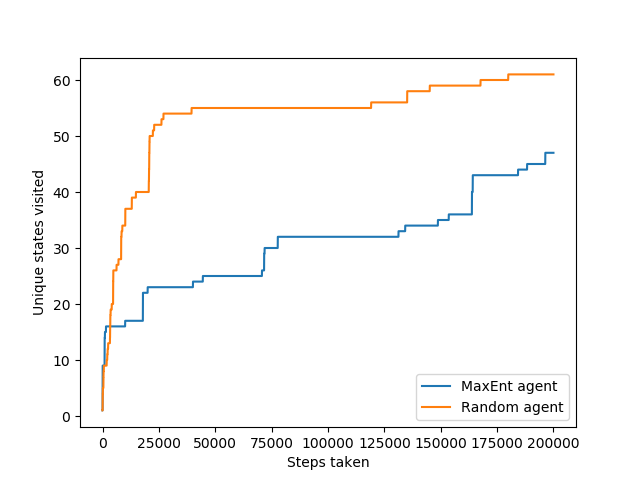 60
50
40
30
20
10
0
Unique states visited
MaxEnt agent
Random agent
0 25000 50000 75000 100000 125000 150000 175000 200000
Steps taken